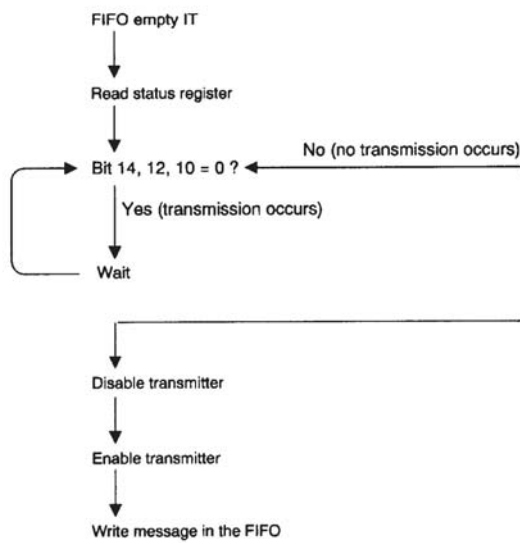 FIFO empty IT
Read status register
No (no transmission occurs)
Bit 14, 12, 10 = 0 ?
Yes (transmission occurs)
Wait
Disable transmitter
Enable transmitter
Write message in the FIFO